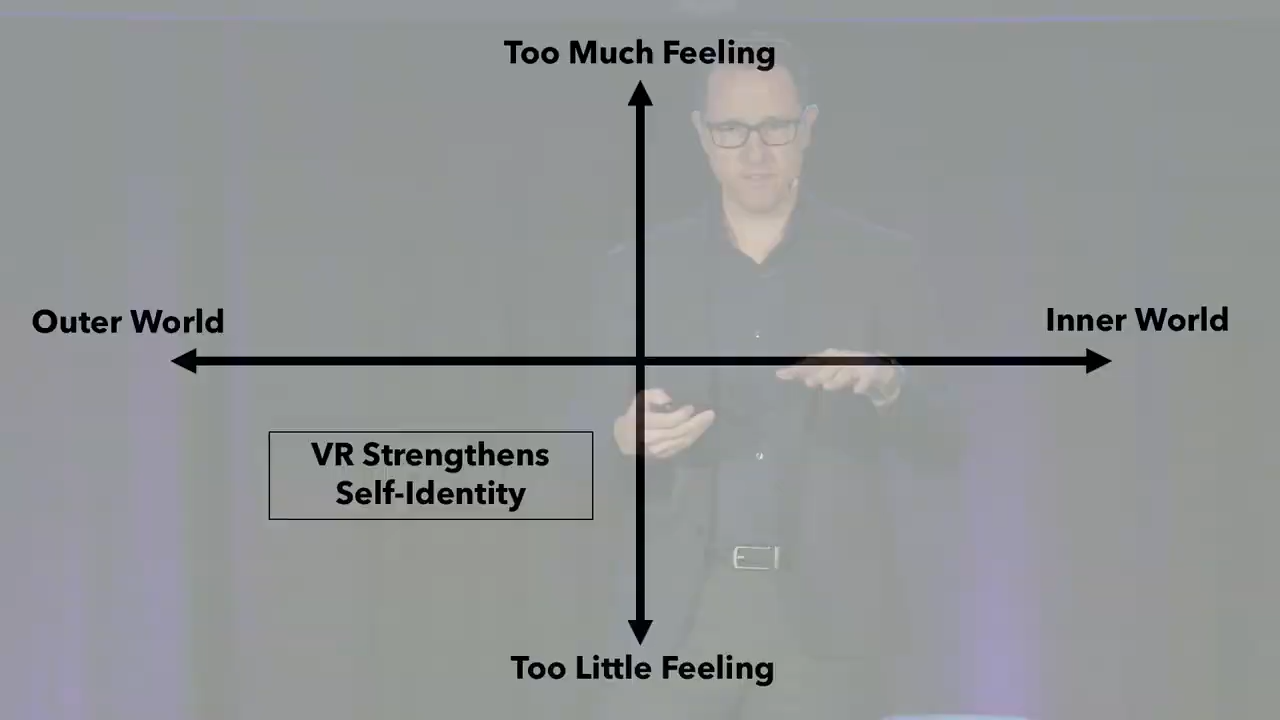 Too Much Feeling
Outer World
Inner World
VR Strengthens
Self-Identity
Too Little Feeling